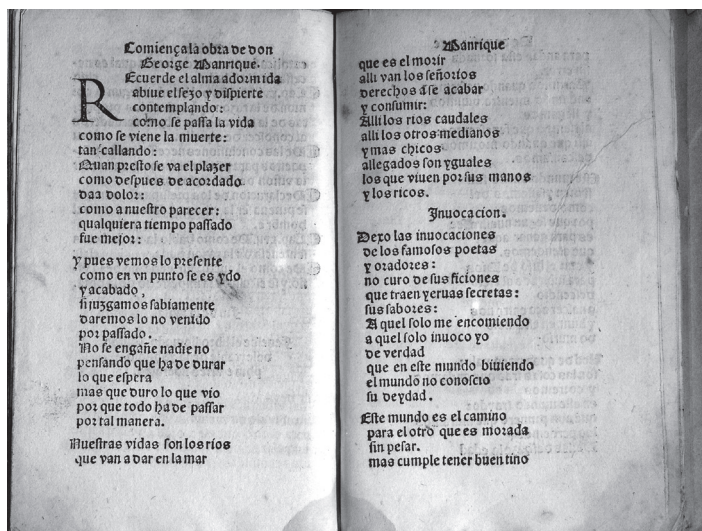 Comiença la obra de don
George Manrique.
REcuerde el alma adormida
abiue el sezo y dispierte
contemplando:
como se passa la vida
como se viene la muerte:
tan callando:
Quan presto se va el plazer
como despues de acordado
daa dolor:
como a nuestro parecer:
qualquiera tiempo passado
fue mejor:
Y pues vemos lo presente
como en vn punto se es ydo
y acabado,
si juzgamos sabiamente
daremos lo no venido
por passado.
No se engañe nadie no
pensando que ha de durar
lo que espera
mas que duro lo que vio
por que todo ha de passar
por tal manera.
Nuestras vidas son los rios
que van a dar en la mar
Manrique
que es el morir
alli van los señorios
derechos a se acabar
y consumir:
Alli los rios caudales
alli los otros medianos
y mas chicos
allegados son yguales
los que viuen por sus manos
y los ricos.
Inuocacion.
Dexo las inuocaciones
de los famosos poetas
y oradores:
no curo de sus ficiones
que traen yeruas secretas:
sus sabores:
A quel solo me encomiendo
a quel solo inuoco yo
de verdad
que en este mundo biuiendo
el mundo no conoscio
su deydad.
Este mundo es el camino
para el otro que es morada
sin pesar.
mas cumple tener buen tino